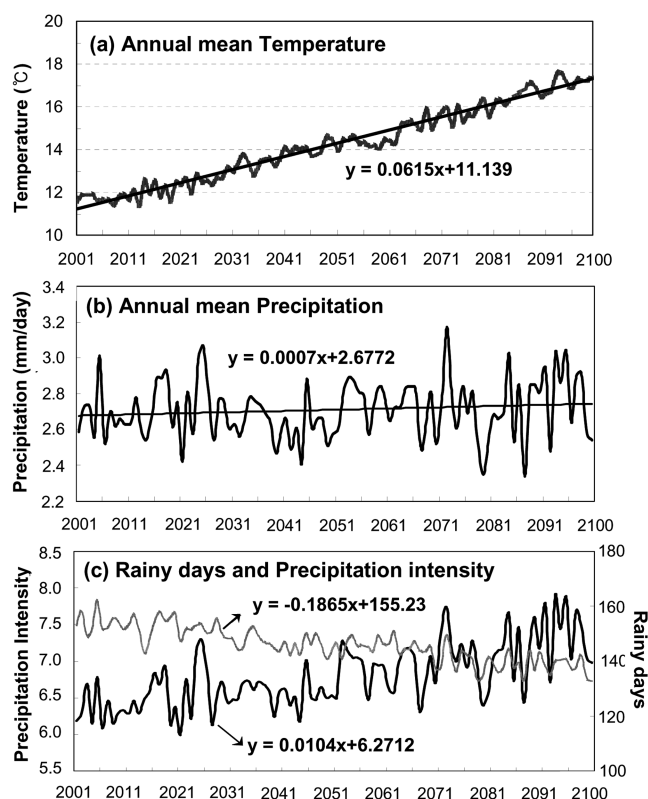 (a) Annual mean Temperature
Temperature (℃)
20
18
16
14
12
10
y = 0.0615x+11.139
2001 2011 2021 2031 2041 2051 2061 2071 2081 2091 2100
(b) Annual mean Precipitation
Precipitation (mm/day)
3.4
3.2
3.0
2.8
2.6
2.4
2.2
y = 0.0007x+2.6772
2001 2011 2021 2031 2041 2051 2061 2071 2081 2091 2100
(c) Rainy days and Precipitation intensity
Precipitation Intensity
8.5
8.0
7.5
7.0
6.5
6.0
5.5
y = -0.1865x+155.23
y = 0.0104x+6.2712
180
160
140
120
100
Rainy days
2001 2011 2021 2031 2041 2051 2061 2071 2081 2091 2100